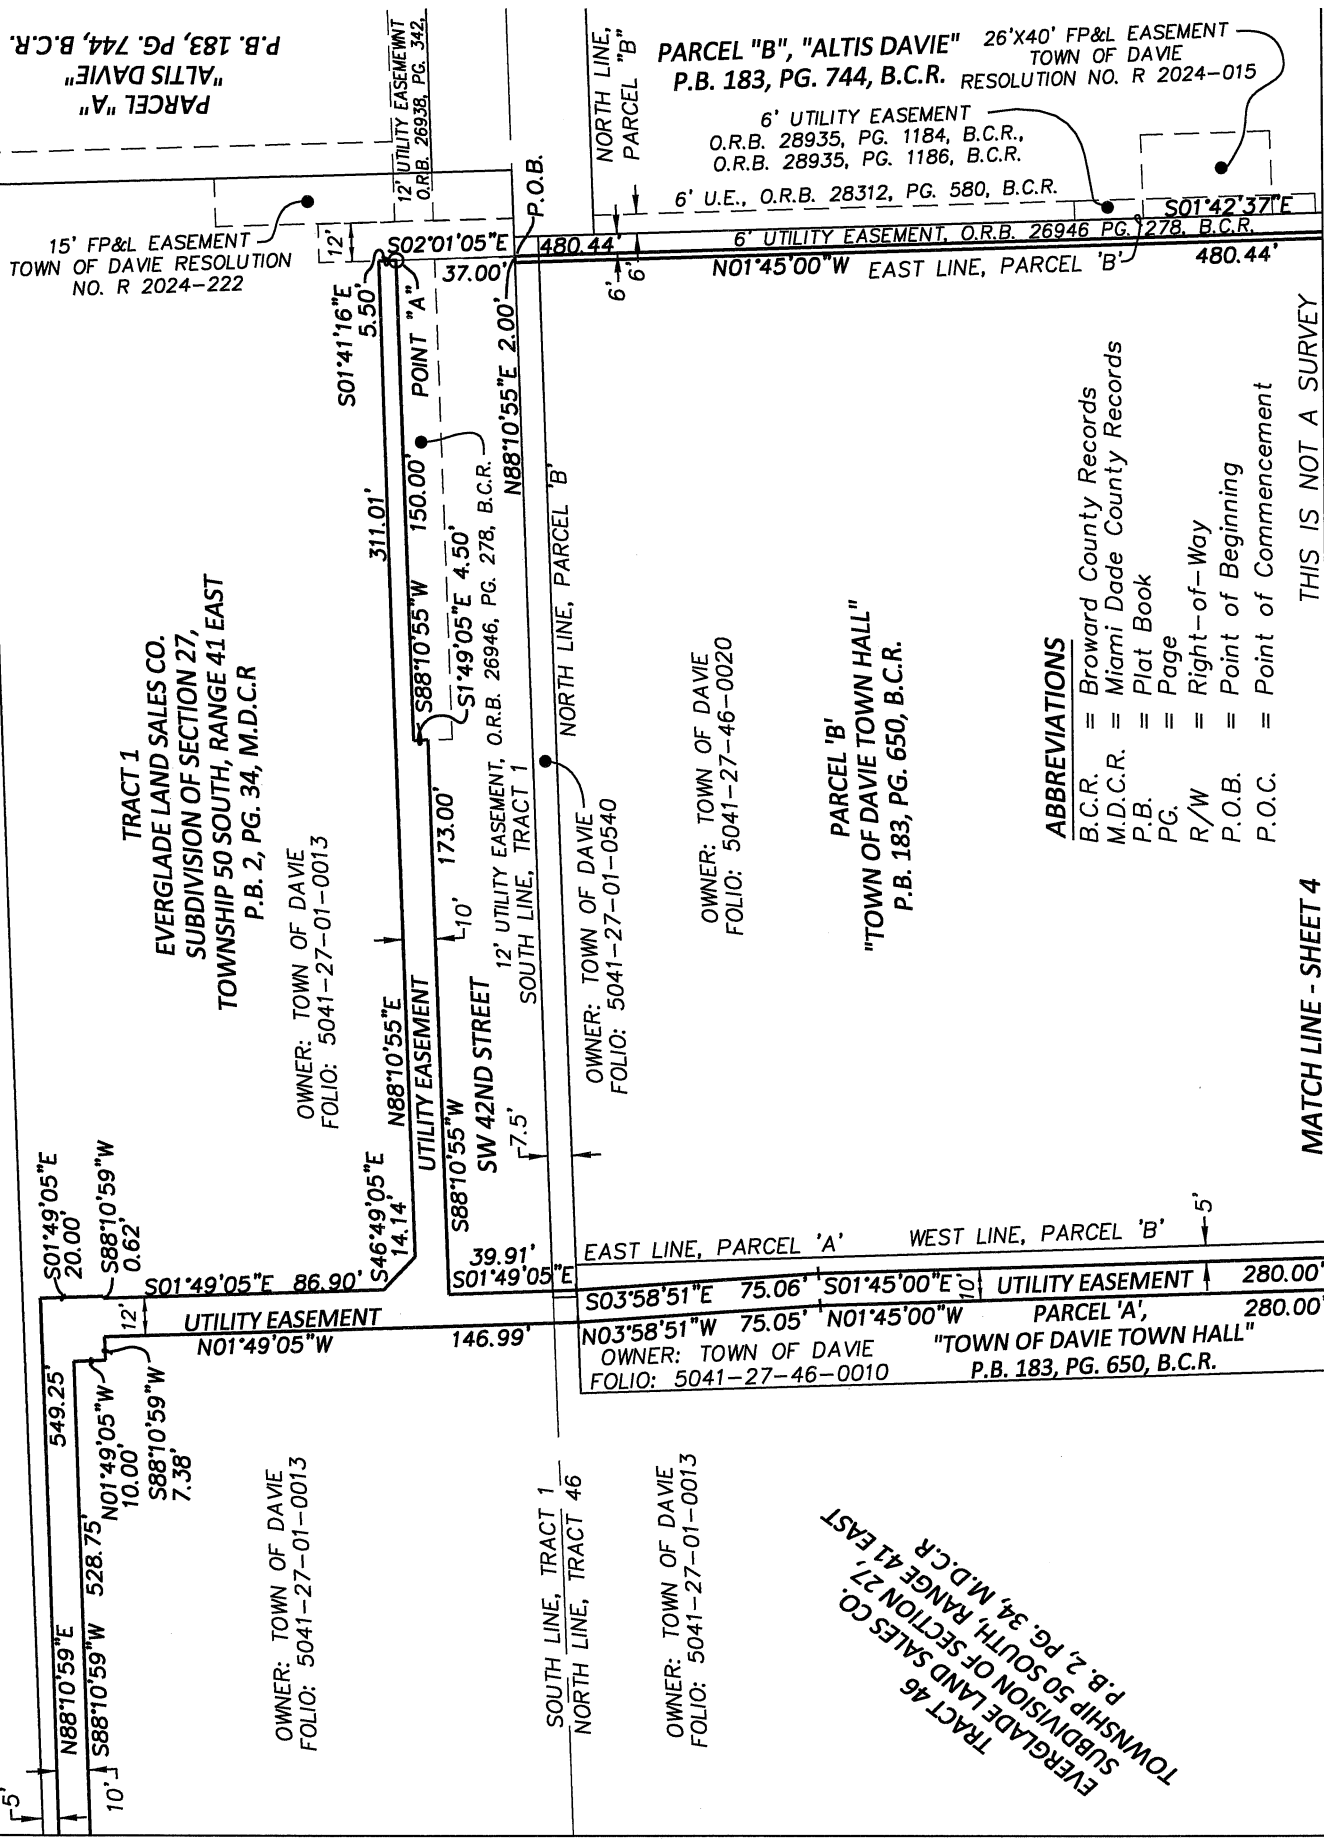 PARCEL "A"
"ALTIS DAVIE"
P.B. 183, PG. 744, B.C.R.
12' UTILITY EASEMEWNT
O.R.B. 26938, PG. 342,
NORTH LINE,
PARCEL "B"
PARCEL "B", "ALTIS DAVIE"
P.B. 183, PG. 744, B.C.R.
26'X40' FP&L EASEMENT
TOWN OF DAVIE
RESOLUTION NO. R 2024-015
6' UTILITY EASEMENT
O.R.B. 28935, PG. 1184, B.C.R.,
O.R.B. 28935, PG. 1186, B.C.R.
6' U.E., O.R.B. 28312, PG. 580, B.C.R.
P.O.B.
15' FP&L EASEMENT
TOWN OF DAVIE RESOLUTION
NO. R 2024-222
12'
S02°01'05"E
37.00'
480.44'
S01°42'37"E
6' UTILITY EASEMENT, O.R.B. 26946 PG. 278, B.C.R.
N01°45'00"W
EAST LINE, PARCEL 'B'
480.44'
6'
6'
S01°41'16"E
5.50'
POINT "A"
N88°10'55"E 2.00'
311.01'
S88°10'55"W 150.00'
S1°49'05"E 4.50'
12' UTILITY EASEMENT, O.R.B. 26946, PG. 278, B.C.R.
SOUTH LINE, TRACT 1
NORTH LINE, PARCEL 'B'
TRACT 1
EVERGLADE LAND SALES CO.
SUBDIVISION OF SECTION 27,
TOWNSHIP 50 SOUTH, RANGE 41 EAST
P.B. 2, PG. 34, M.D.C.R
OWNER: TOWN OF DAVIE
FOLIO: 5041-27-01-0013
173.00'
10'
N88°10'55"E
UTILITY EASEMENT
S88°10'55"W
SW 42ND STREET
7.5'
OWNER: TOWN OF DAVIE
FOLIO: 5041-27-01-0540
OWNER: TOWN OF DAVIE
FOLIO: 5041-27-46-0020
PARCEL 'B'
"TOWN OF DAVIE TOWN HALL"
P.B. 183, PG. 650, B.C.R.
ABBREVIATIONS
B.C.R. = Broward County Records
M.D.C.R. = Miami Dade County Records
P.B. = Plat Book
PG. = Page
R/W = Right-of-Way
P.O.B. = Point of Beginning
P.O.C. = Point of Commencement
THIS IS NOT A SURVEY
MATCH LINE - SHEET 4
S01°49'05"E
20.00'
S88°10'59"W
0.62'
S01°49'05"E 86.90'
S46°49'05"E
14.14'
39.91'
S01°49'05"E
EAST LINE, PARCEL 'A'
WEST LINE, PARCEL 'B'
5'
12'
UTILITY EASEMENT
N01°49'05"W
146.99'
S03°58'51"E 75.06'
S01°45'00"E
10'
UTILITY EASEMENT
280.00'
N03°58'51"W 75.05'
N01°45'00"W
PARCEL 'A',
280.00'
OWNER: TOWN OF DAVIE
FOLIO: 5041-27-46-0010
"TOWN OF DAVIE TOWN HALL"
P.B. 183, PG. 650, B.C.R.
549.25'
N88°10'59"E
S88°10'59"W 528.75'
N01°49'05"W
10.00'
S88°10'59"W
7.38'
5'
10'
OWNER: TOWN OF DAVIE
FOLIO: 5041-27-01-0013
SOUTH LINE, TRACT 1
NORTH LINE, TRACT 46
OWNER: TOWN OF DAVIE
FOLIO: 5041-27-01-0013
TRACT 46
EVERGLADE LAND SALES CO.
SUBDIVISION OF SECTION 27,
TOWNSHIP 50 SOUTH, RANGE 41 EAST
P.B. 2, PG. 34, M.D.C.R